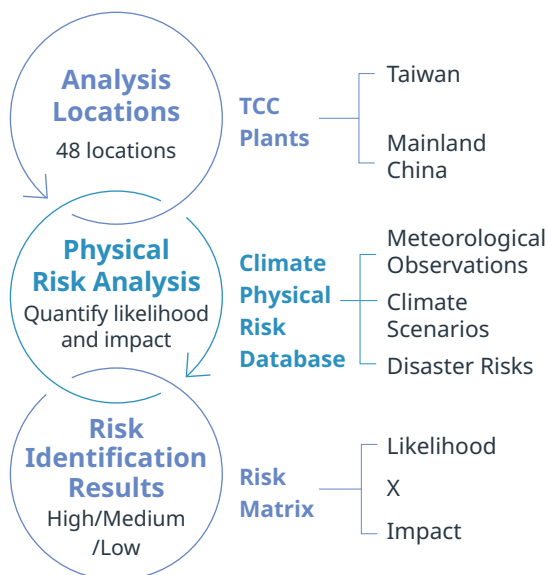 Analysis
Locations
48 locations
TCC
Plants
Taiwan
Mainland
China
Physical
Risk Analysis
Quantify likelihood
and impact
Climate
Physical
Risk
Database
Meteorological
Observations
Climate
Scenarios
Disaster Risks
Risk
Identification
Results
High/Medium
/Low
Risk
Matrix
Likelihood
X
Impact